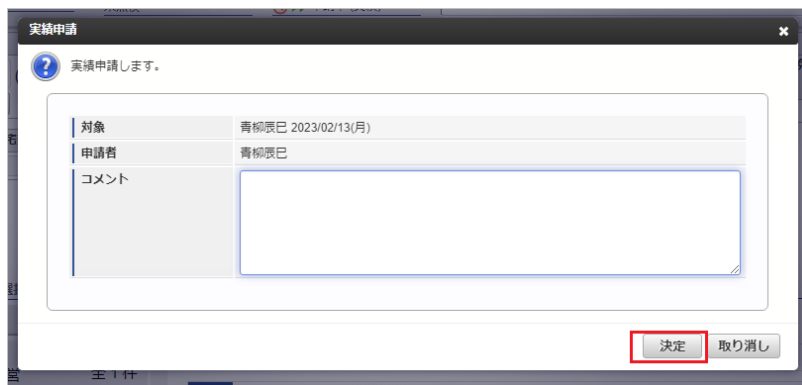 実績申請
実績申請します。
対象 青柳辰巳 2023/02/13(月)
申請者 青柳辰巳
コメント
決定 取り消し
全 1 件